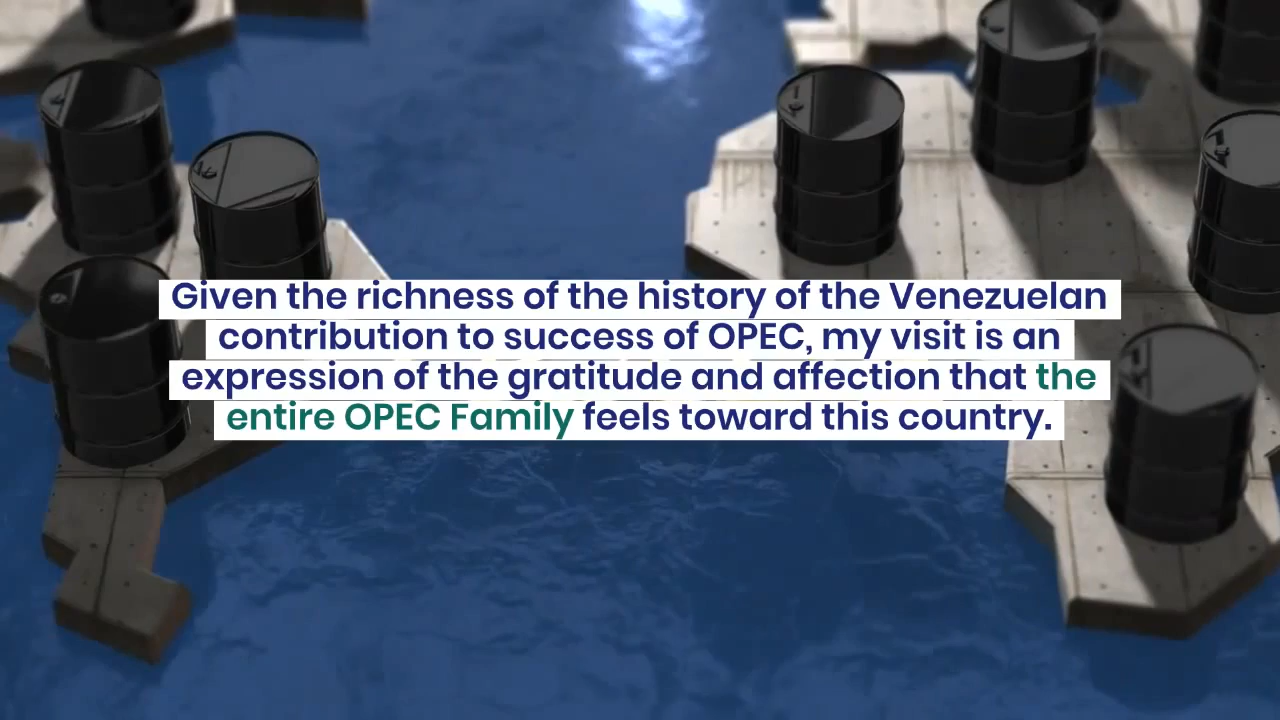 Given the richness of the history of the Venezuelan
contribution to success of OPEC, my visit is an
expression of the gratitude and affection that the
entire OPEC Family feels toward this country.